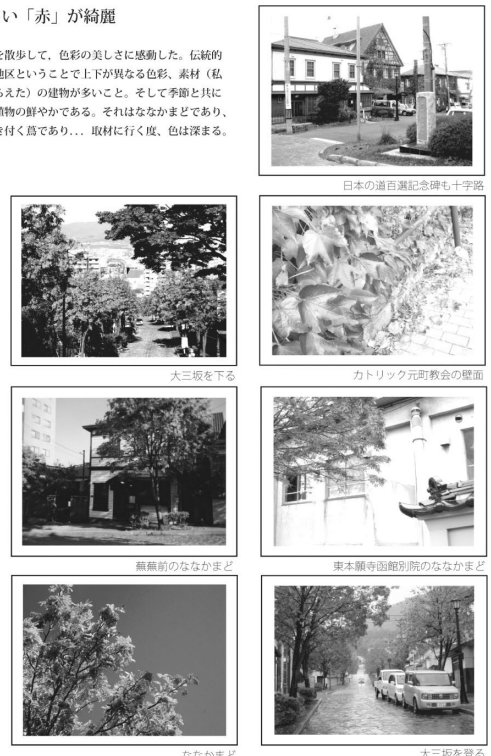 い「赤」が綺麗
を散歩して，色彩の美しさに感動した。伝統的
地区ということで上下が異なる色彩、素材（私
らえた）の建物が多いこと。そして季節と共に
植物の鮮やかである。それはななかまどであり、
き付く蔦であり... 取材に行く度、色は深まる。
日本の道百選記念碑も十字路
大三坂を下る
カトリック元町教会の壁面
蕪蕪前のななかまど
東本願寺函館別院のななかまど
ななかまど
大三坂を登る